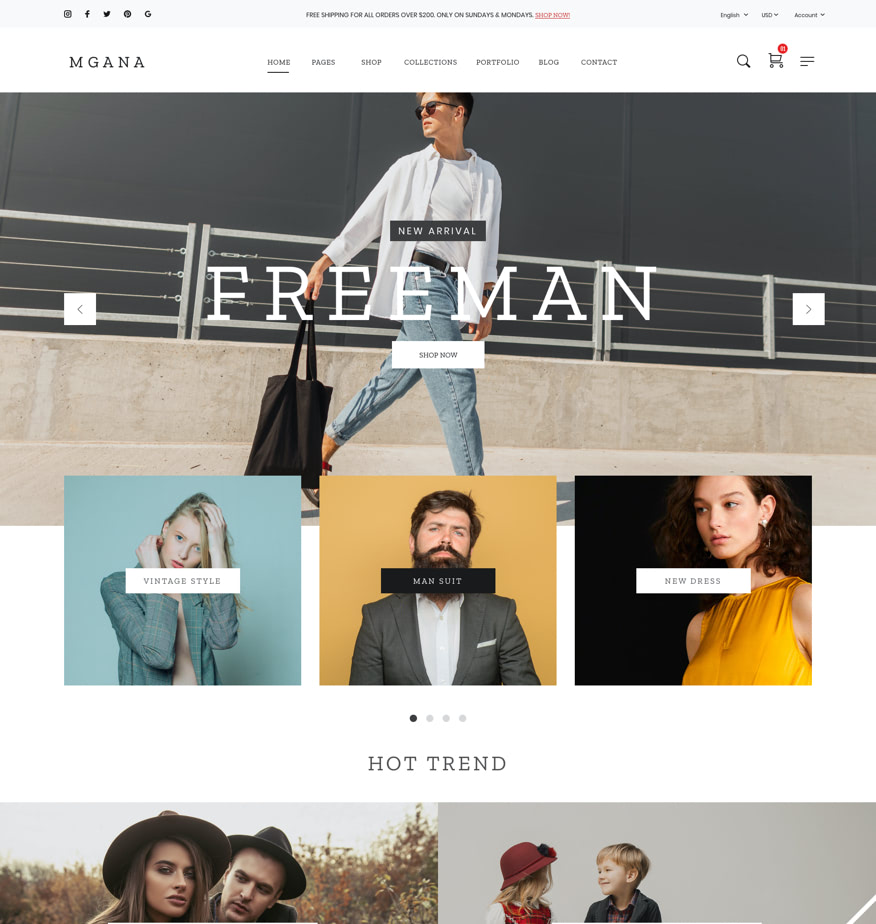 FREE SHIPPING FOR ALL ORDERS OVER $200. ONLY ON SUNDAYS & MONDAYS. SHOP NOW!
English
USD
Account
MGANA
HOME
PAGES
SHOP
COLLECTIONS
PORTFOLIO
BLOG
CONTACT
NEW ARRIVAL
FREEMAN
SHOP NOW
VINTAGE STYLE
MAN SUIT
NEW DRESS
HOT TREND